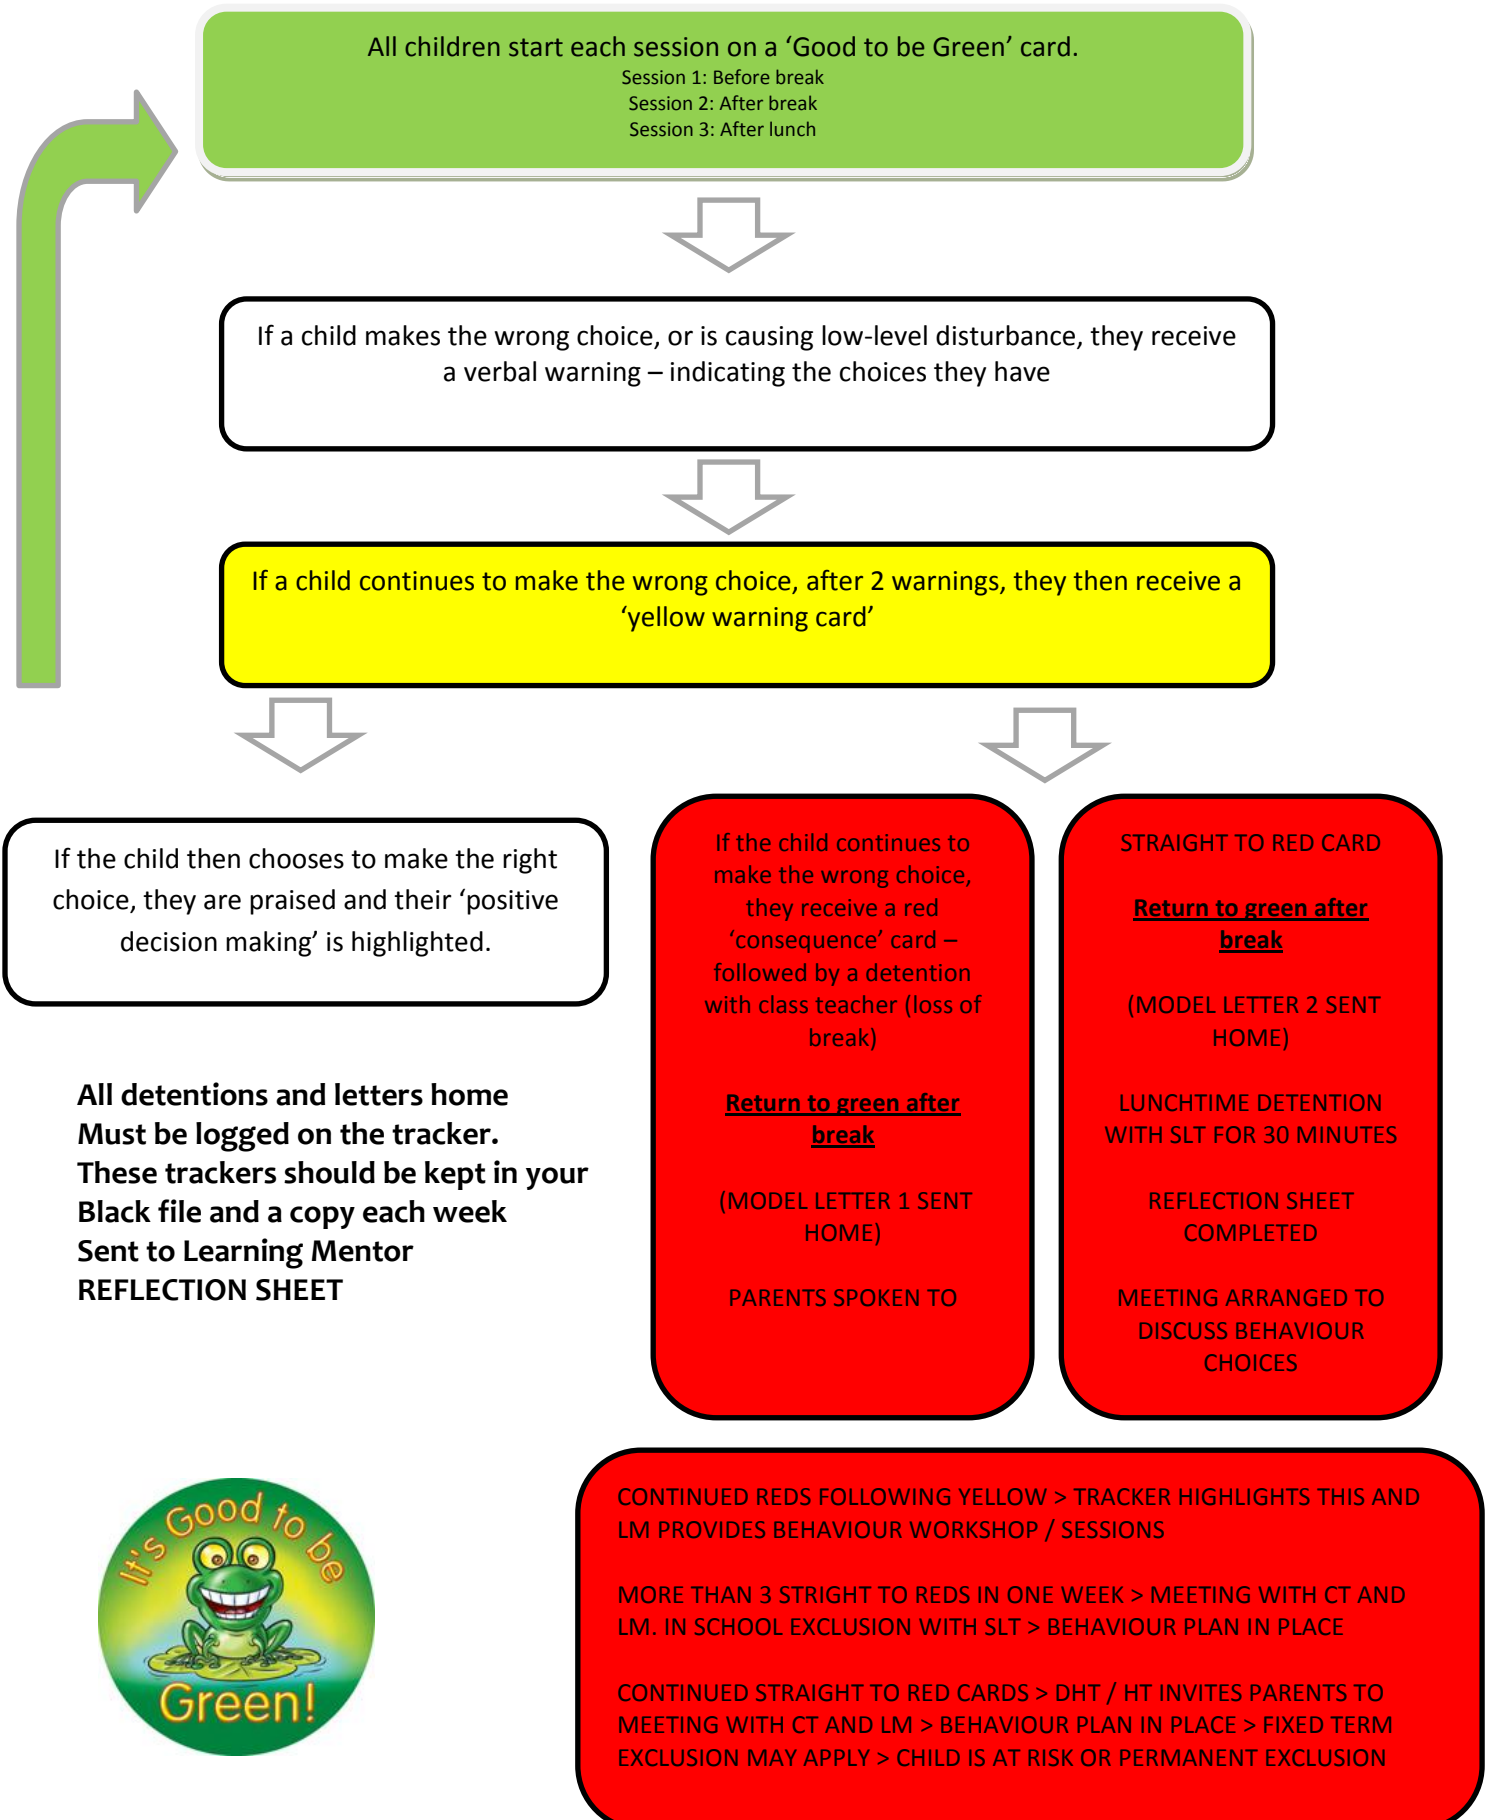 All children start each session on a ‘Good to be Green’ card.
Session 1: Before break
Session 2: After break
Session 3: After lunch
If a child makes the wrong choice, or is causing low-level disturbance, they receive
a verbal warning – indicating the choices they have
If a child continues to make the wrong choice, after 2 warnings, they then receive a
‘yellow warning card’
If the child then chooses to make the right
choice, they are praised and their ‘positive
decision making’ is highlighted.
If the child continues to
make the wrong choice,
they receive a red
‘consequence’ card –
followed by a detention
with class teacher (loss of
break)
Return to green after
break
(MODEL LETTER 1 SENT
HOME)
PARENTS SPOKEN TO
STRAIGHT TO RED CARD
Return to green after
break
(MODEL LETTER 2 SENT
HOME)
LUNCHTIME DETENTION
WITH SLT FOR 30 MINUTES
REFLECTION SHEET
COMPLETED
MEETING ARRANGED TO
DISCUSS BEHAVIOUR
CHOICES
All detentions and letters home
Must be logged on the tracker.
These trackers should be kept in your
Black file and a copy each week
Sent to Learning Mentor
REFLECTION SHEET
It's Good to be
Green!
CONTINUED REDS FOLLOWING YELLOW > TRACKER HIGHLIGHTS THIS AND
LM PROVIDES BEHAVIOUR WORKSHOP / SESSIONS
MORE THAN 3 STRIGHT TO REDS IN ONE WEEK > MEETING WITH CT AND
LM. IN SCHOOL EXCLUSION WITH SLT > BEHAVIOUR PLAN IN PLACE
CONTINUED STRAIGHT TO RED CARDS > DHT / HT INVITES PARENTS TO
MEETING WITH CT AND LM > BEHAVIOUR PLAN IN PLACE > FIXED TERM
EXCLUSION MAY APPLY > CHILD IS AT RISK OR PERMANENT EXCLUSION